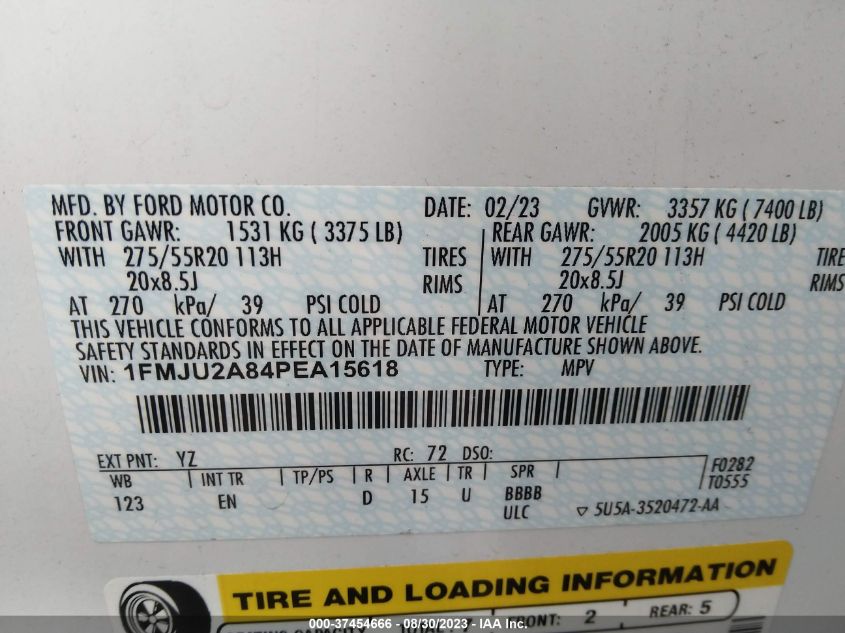 MFD. BY FORD MOTOR CO. DATE: 02/23 GVWR: 3357 KG ( 7400 LB)
FRONT GAWR: 1531 KG ( 3375 LB) REAR GAWR: 2005 KG ( 4420 LB)
WITH 275/55R20 113H TIRES WITH 275/55R20 113H TIRE
20x8.5J RIMS 20x8.5J RIMS
AT 270 kPa/ 39 PSI COLD AT 270 kPa/ 39 PSI COLD
THIS VEHICLE CONFORMS TO ALL APPLICABLE FEDERAL MOTOR VEHICLE
SAFETY STANDARDS IN EFFECT ON THE DATE OF MANUFACTURE SHOWN ABOVE.
VIN: 1FMJU2A84PEA15618 TYPE: MPV
EXT PNT: YZ RC: 72 DSO:
WB INT TR TP/PS R AXLE TR SPR F0282
123 EN D 15 U BBBB T0555
ULC ▽ 5U5A-3520472-AA
TIRE AND LOADING INFORMATION
TOTAL: FRONT: 2 REAR: 5
000-37454666 - 08/30/2023 - IAA Inc.